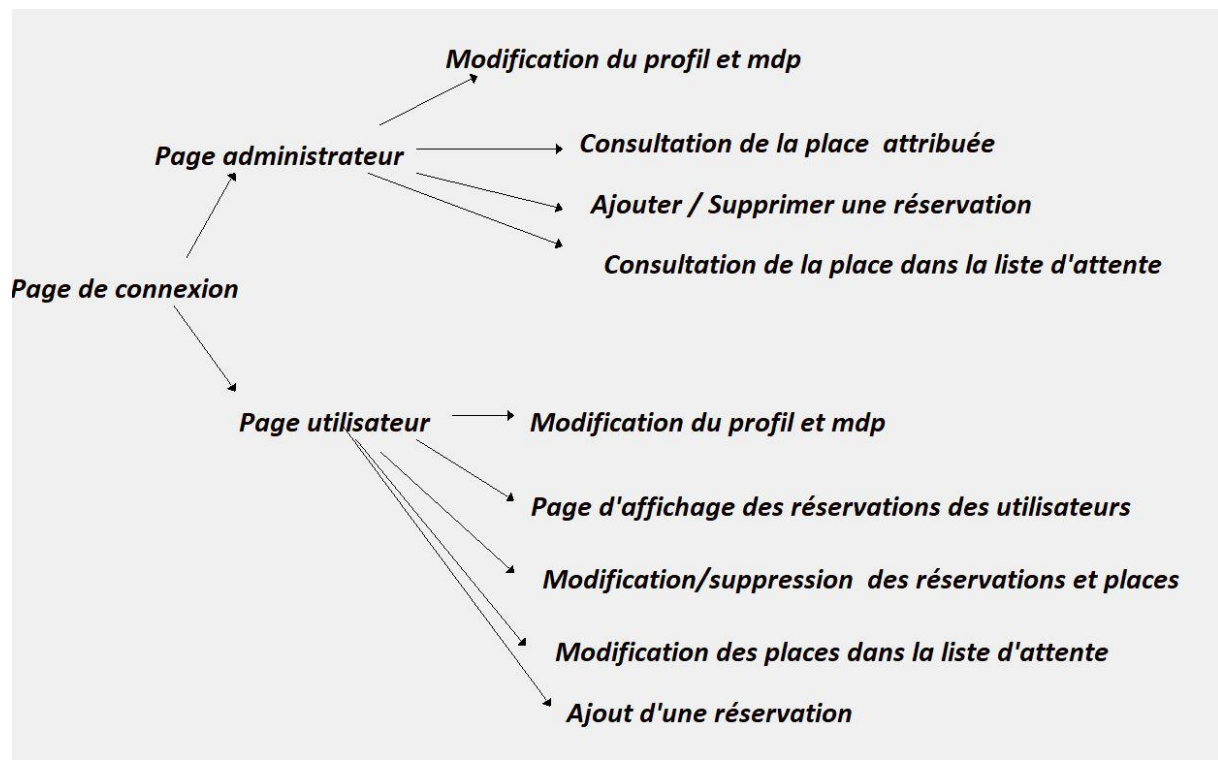 Modification du profil et mdp
Page administrateur
Consultation de la place attribuée
Ajouter / Supprimer une réservation
Consultation de la place dans la liste d'attente
Page de connexion
Page utilisateur
Modification du profil et mdp
Page d'affichage des réservations des utilisateurs
Modification/suppression des réservations et places
Modification des places dans la liste d'attente
Ajout d'une réservation